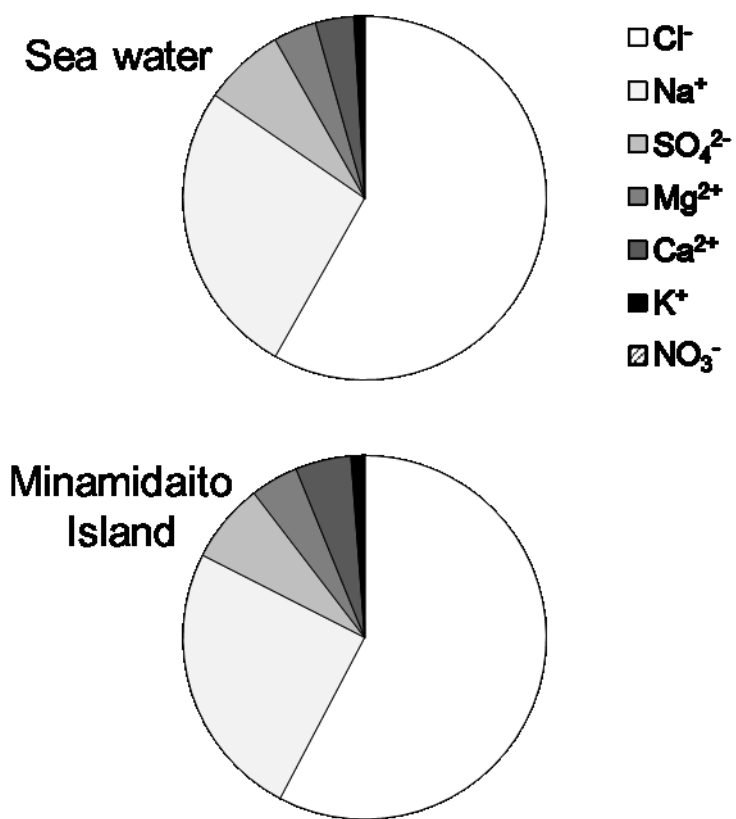 Sea water
Cl⁻
Na⁺
SO₄²⁻
Mg²⁺
Ca²⁺
K⁺
NO₃⁻
Minamidaito
Island